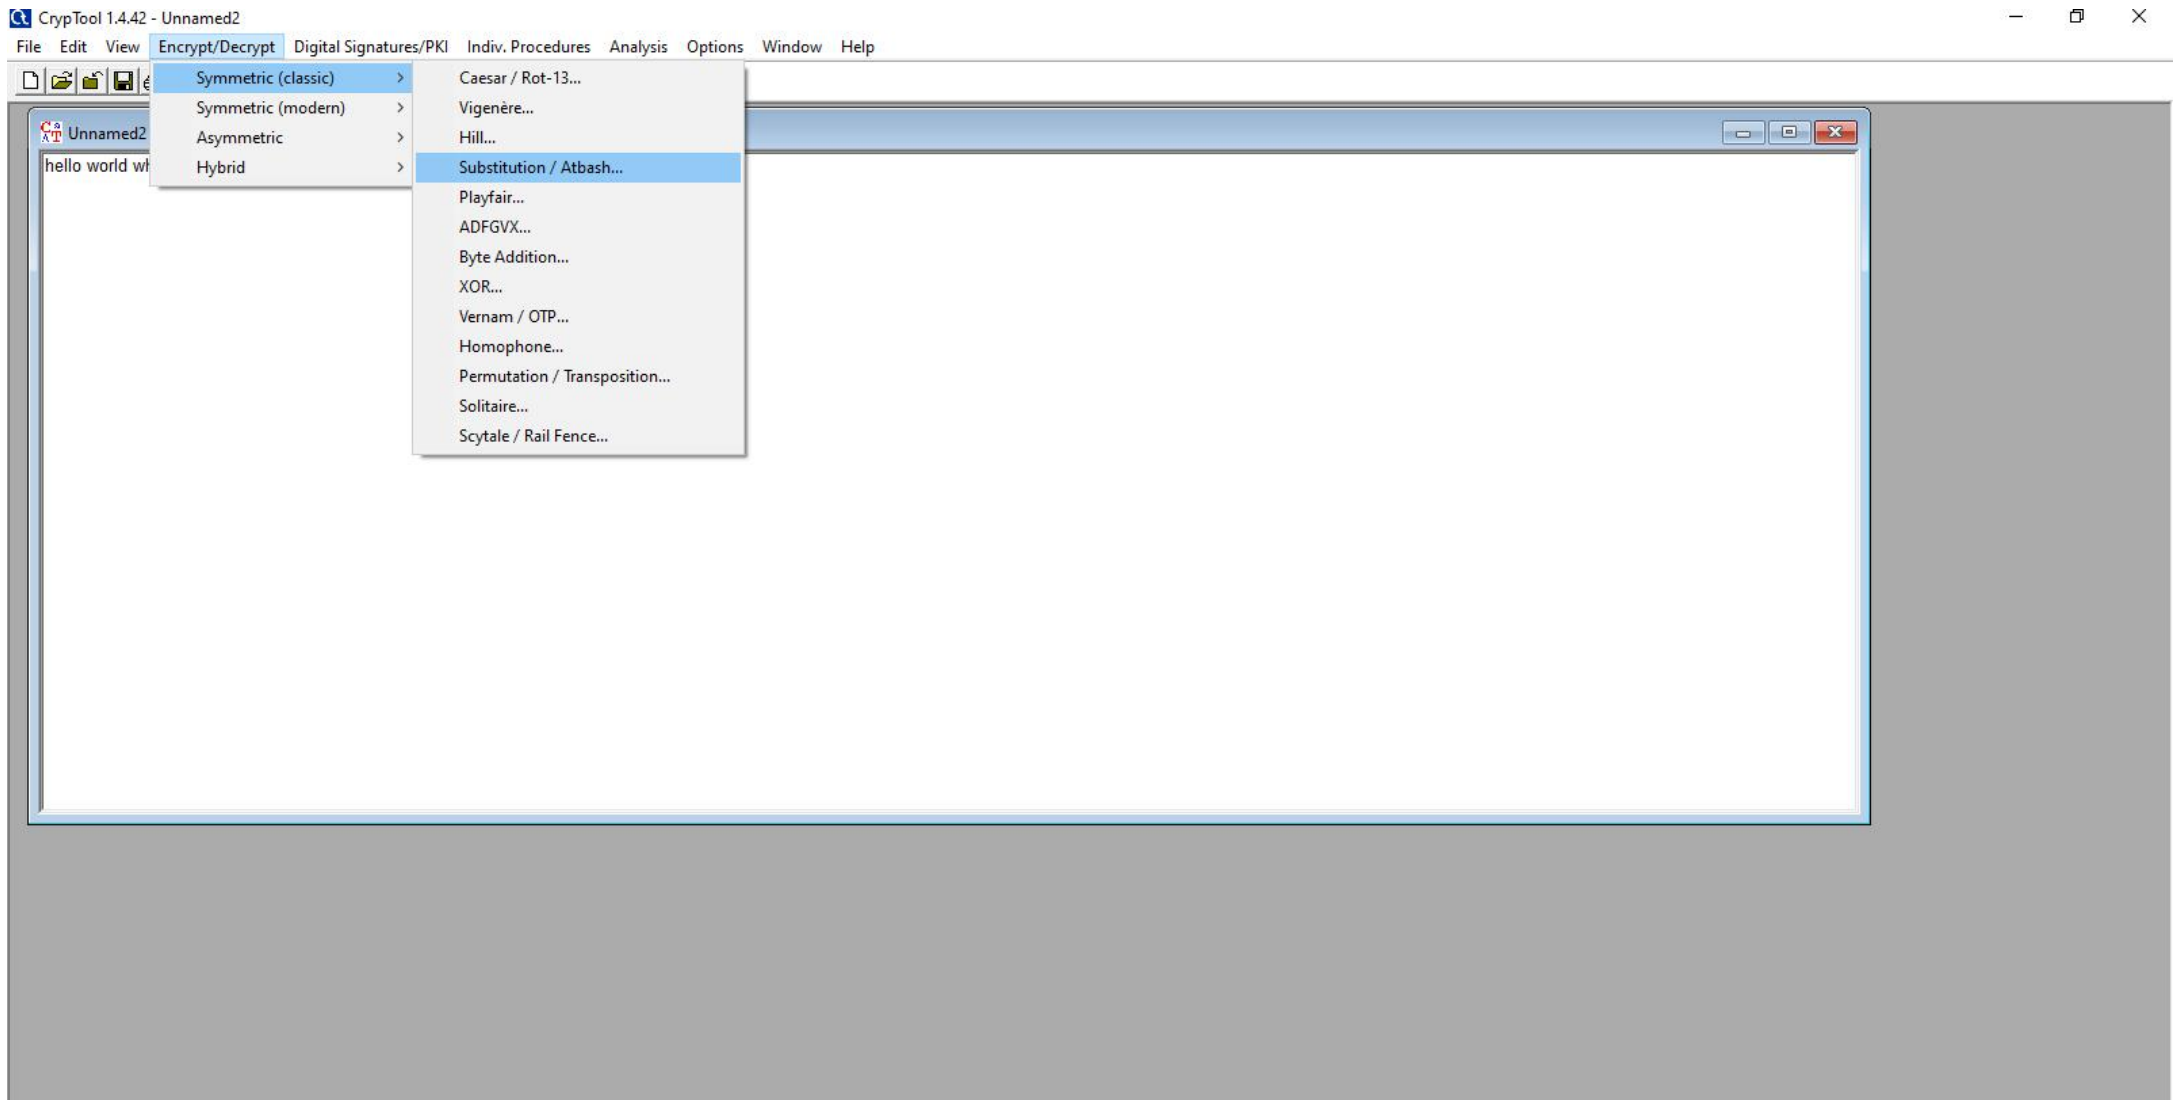 CrypTool 1.4.42 - Unnamed2
File Edit View Encrypt/Decrypt Digital Signatures/PKI Indiv. Procedures Analysis Options Window Help
Symmetric (classic)
Symmetric (modern)
Asymmetric
Hybrid
Caesar / Rot-13...
Vigenère...
Hill...
Substitution / Atbash...
Playfair...
ADFGVX...
Byte Addition...
XOR...
Vernam / OTP...
Homophone...
Permutation / Transposition...
Solitaire...
Scytale / Rail Fence...
Unnamed2
hello world